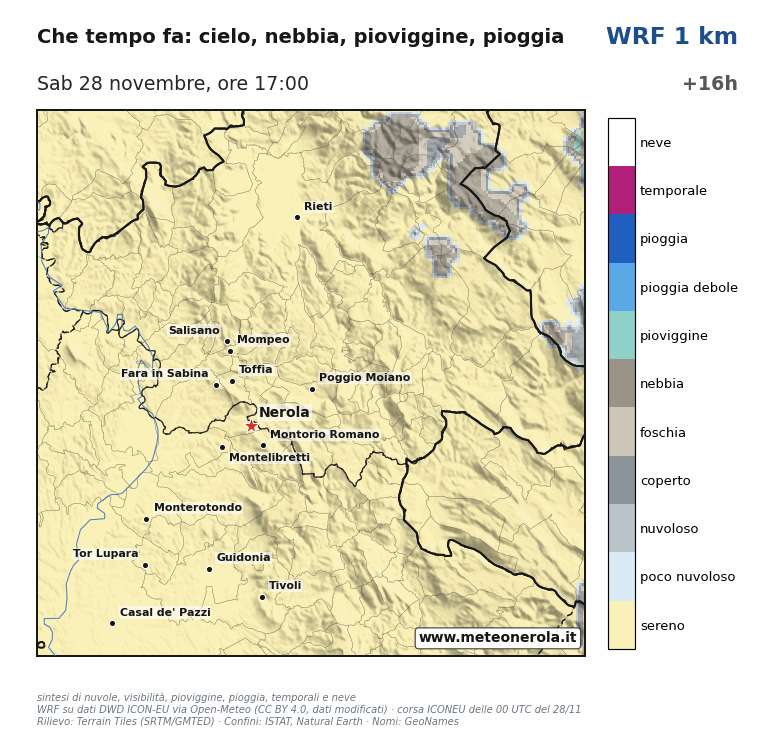 Che tempo fa: cielo, nebbia, pioviggine, pioggia
WRF 1 km
Sab 28 novembre, ore 17:00
+16h
neve
temporale
pioggia
pioggia debole
pioviggine
nebbia
foschia
coperto
nuvoloso
poco nuvoloso
sereno
Rieti
Salisano
Mompeo
Fara in Sabina
Toffia
Poggio Moiano
Nerola
Montorio Romano
Montelibretti
Monterotondo
Tor Lupara
Guidonia
Tivoli
Casal de' Pazzi
www.meteonerola.it
sintesi di nuvole, visibilità, pioviggine, pioggia, temporali e neve
WRF su dati DWD ICON-EU via Open-Meteo (CC BY 4.0, dati modificati) · corsa ICONEU delle 00 UTC del 28/11
Rilievo: Terrain Tiles (SRTM/GMTED) · Confini: ISTAT, Natural Earth · Nomi: GeoNames